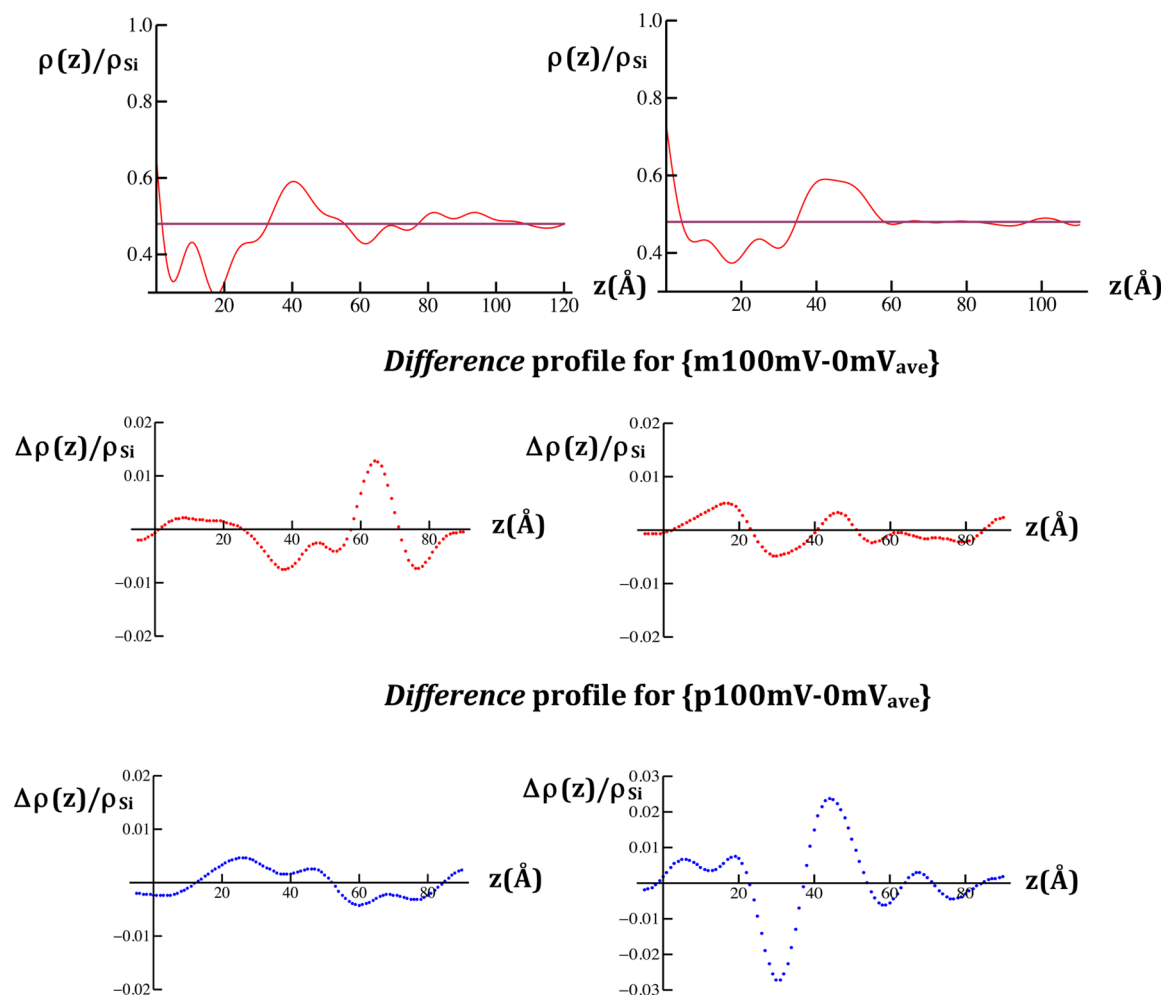 1.0
ρ(z)/ρSi
0.8
0.6
0.4
20 40 60 80 100 120
z(Å)
1.0
ρ(z)/ρSi
0.8
0.6
0.4
20 40 60 80 100
z(Å)
Difference profile for {m100mV-0mVave}
0.02
Δρ(z)/ρSi
0.01
20 40 60 80
z(Å)
−0.01
−0.02
0.02
Δρ(z)/ρSi
0.01
20 40 60 80
z(Å)
−0.01
−0.02
Difference profile for {p100mV-0mVave}
0.02
Δρ(z)/ρSi
0.01
20 40 60 80
z(Å)
−0.01
−0.02
0.03
Δρ(z)/ρSi
0.02
0.01
20 40 60 80
z(Å)
−0.01
−0.02
−0.03